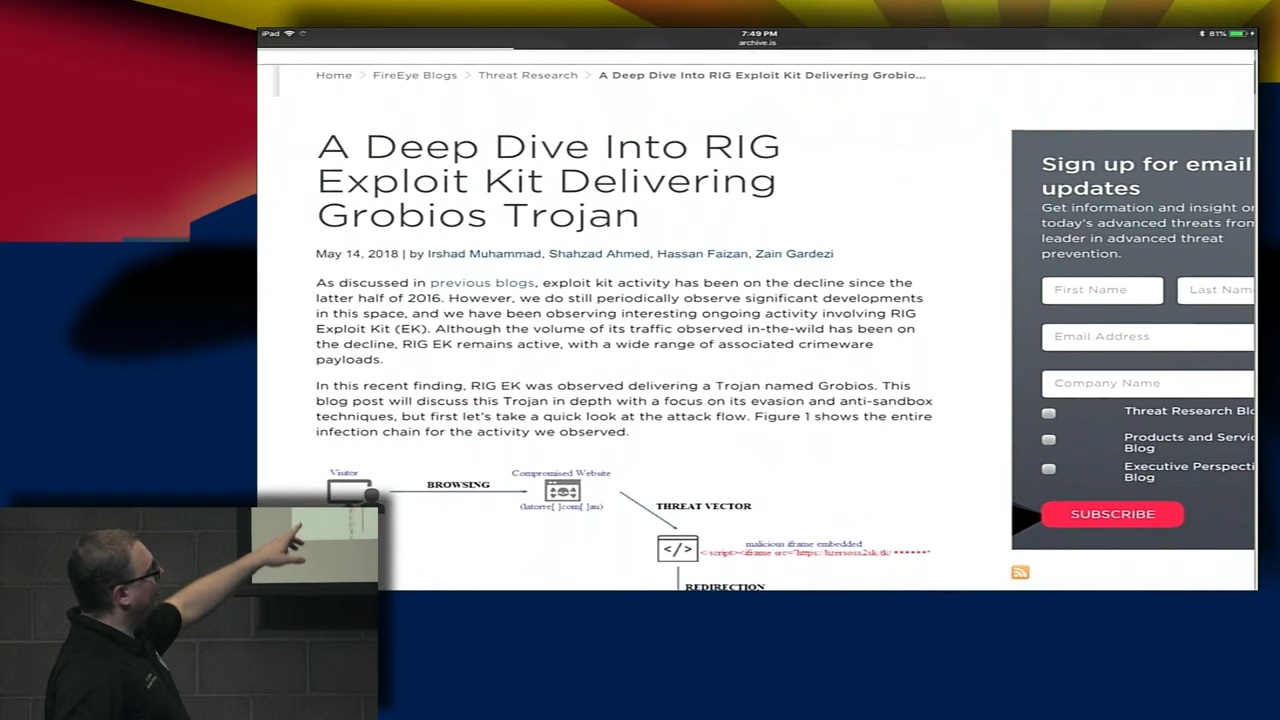 iPad
7:49 PM
81%
archive.is
Home > FireEye Blogs > Threat Research > A Deep Dive Into RIG Exploit Kit Delivering Grobio...
A Deep Dive Into RIG
Exploit Kit Delivering
Grobios Trojan
May 14, 2018 | by Irshad Muhammad, Shahzad Ahmed, Hassan Faizan, Zain Gardezi
As discussed in previous blogs, exploit kit activity has been on the decline since the
latter half of 2016. However, we do still periodically observe significant developments
in this space, and we have been observing interesting ongoing activity involving RIG
Exploit Kit (EK). Although the volume of its traffic observed in-the-wild has been on
the decline, RIG EK remains active, with a wide range of associated crimeware
payloads.
In this recent finding, RIG EK was observed delivering a Trojan named Grobios. This
blog post will discuss this Trojan in depth with a focus on its evasion and anti-sandbox
techniques, but first let's take a quick look at the attack flow. Figure 1 shows the entire
infection chain for the activity we observed.
Visitor
BROWSING
Compromised Website
(latorre[.]com[.]au)
THREAT VECTOR
</>
malicious iframe embedded
</script><iframe src="https://hzersosx2sk.tk/ ******"
REDIRECTION
Sign up for email
updates
Get information and insight on
today's advanced threats from
leader in advanced threat
prevention.
First Name
Last Nam
Email Address
Company Name
Threat Research Blo
Products and Servic
Blog
Executive Perspecti
Blog
SUBSCRIBE